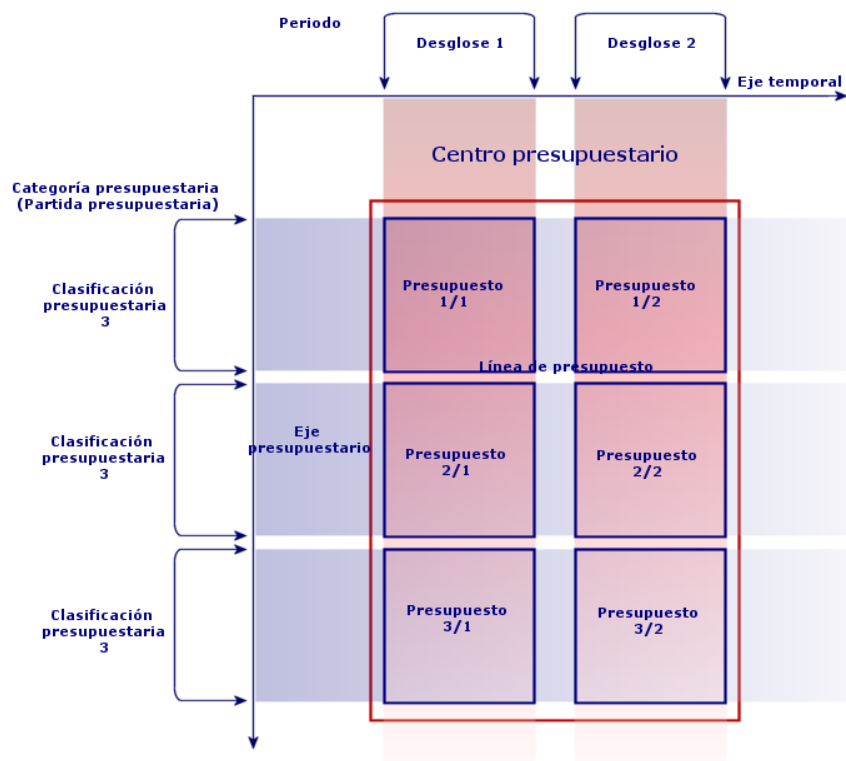 Periodo
Desglose 1
Desglose 2
Eje temporal
Centro presupuestario
Categoría presupuestaria
(Partida presupuestaria)
Clasificación
presupuestaria
3
Presupuesto
1/1
Presupuesto
1/2
Línea de presupuesto
Clasificación
presupuestaria
3
Eje
presupuestario
Presupuesto
2/1
Presupuesto
2/2
Clasificación
presupuestaria
3
Presupuesto
3/1
Presupuesto
3/2